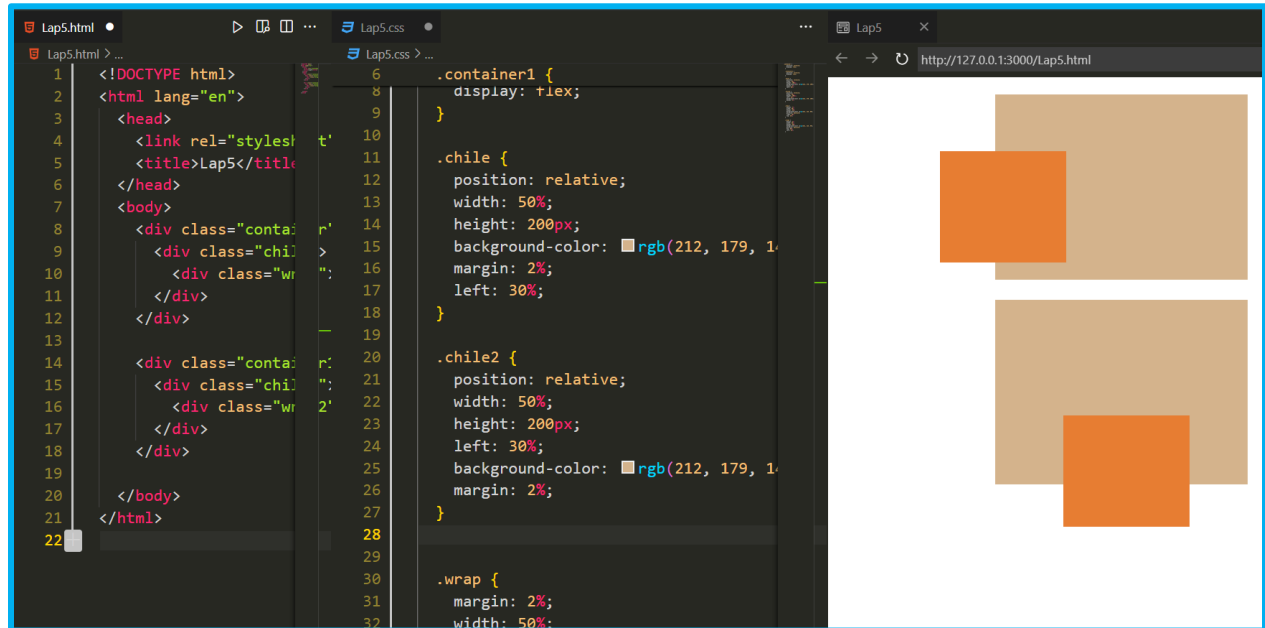 Lap5.html
Lap5.css
Lap5
Lap5.html > ...
Lap5.css > ...
http://127.0.0.1:3000/Lap5.html
1 <!DOCTYPE html>
2 <html lang="en">
3 <head>
4 <link rel="stylesh t"
5 <title>Lap5</title
6 </head>
7 <body>
8 <div class="contai r"
9 <div class="chil >
10 <div class="wr ">
11 </div>
12 </div>
13
14 <div class="contai r1
15 <div class="chil ">
16 <div class="wr 2"
17 </div>
18 </div>
19
20 </body>
21 </html>
22
6 .container1 {
8 display: flex;
9 }
10
11 .chile {
12 position: relative;
13 width: 50%;
14 height: 200px;
15 background-color: rgb(212, 179, 14
16 margin: 2%;
17 left: 30%;
18 }
19
20 .chile2 {
21 position: relative;
22 width: 50%;
23 height: 200px;
24 left: 30%;
25 background-color: rgb(212, 179, 14
26 margin: 2%;
27 }
28
29
30 .wrap {
31 margin: 2%;
32 width: 50%;